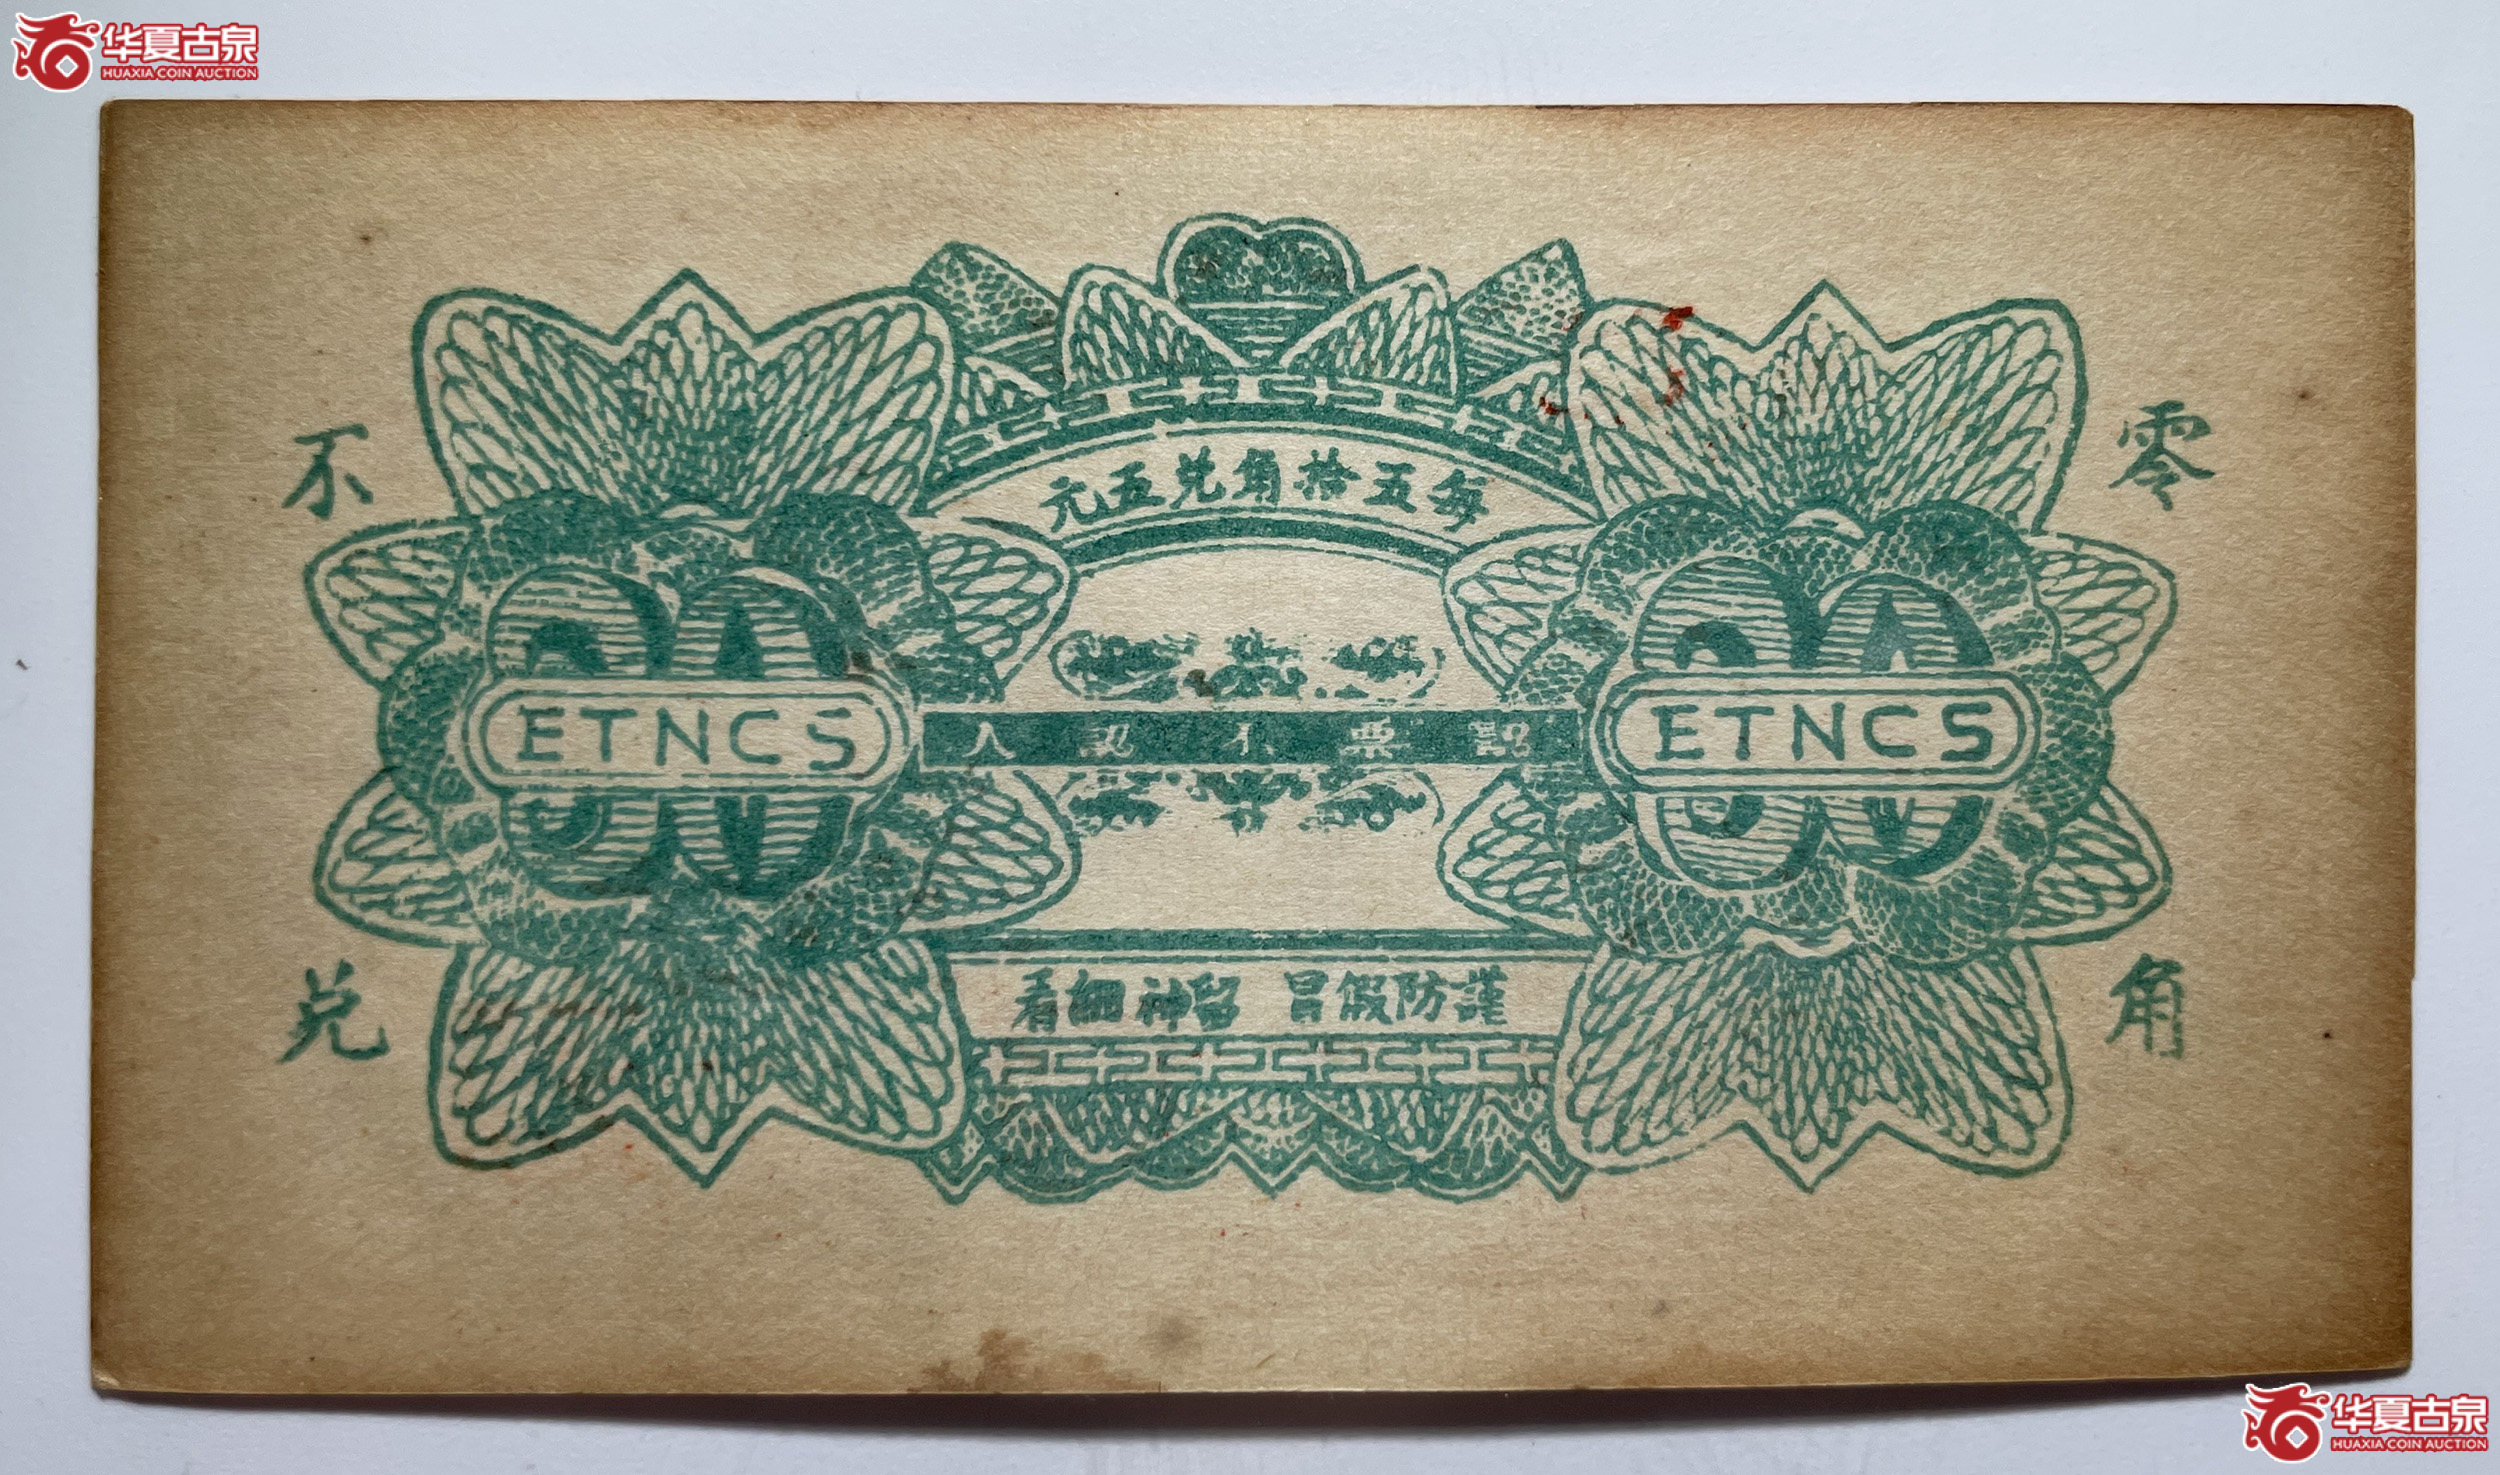 华夏古泉
HUAXIA COIN AUCTION
每五拾角兑五元
零角
不兑
ETNCS
認票不認人
ETNCS
謹防假冒 留神細看
华夏古泉
HUAXIA COIN AUCTION